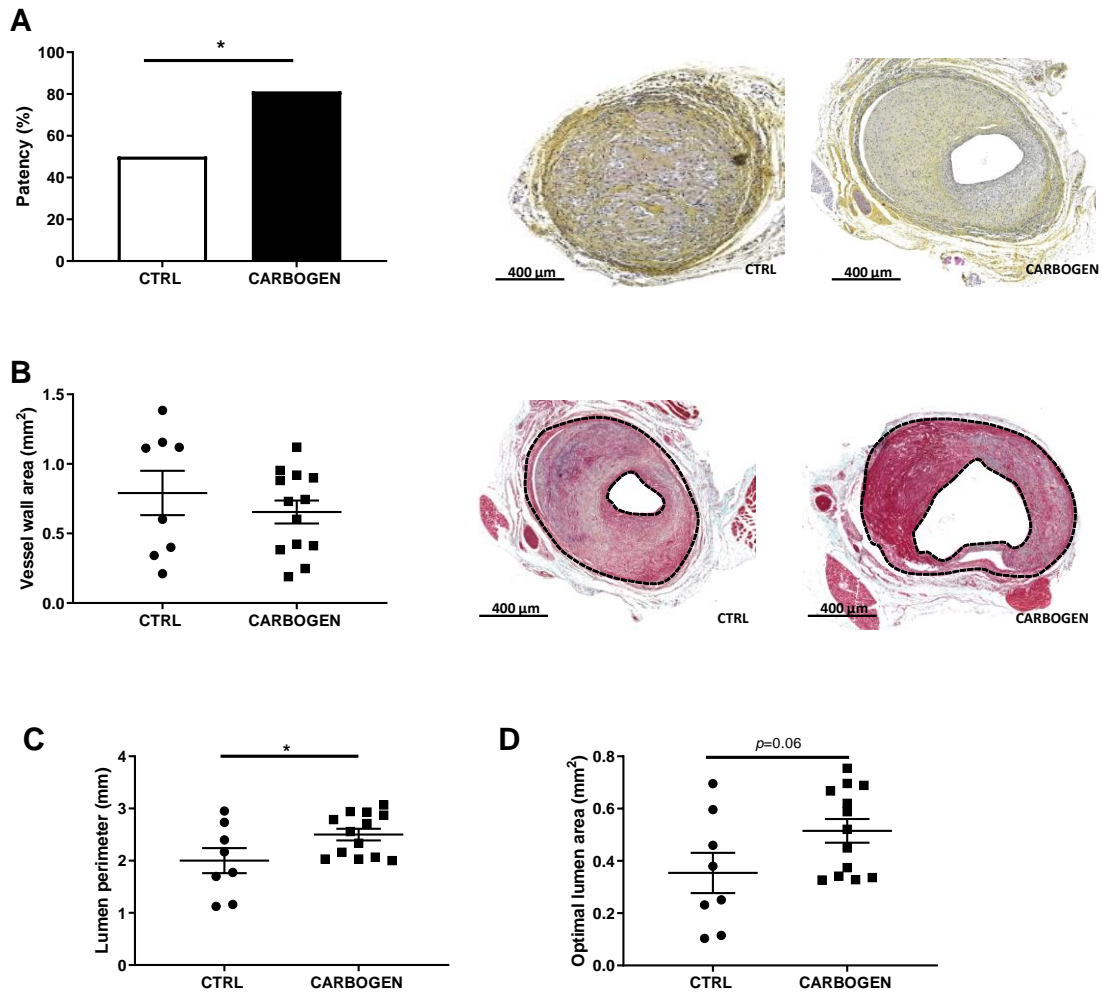 A
*
Patency (%)
100
80
60
40
20
0
CTRL
CARBOGEN
400 µm
CTRL
400 µm
CARBOGEN
B
Vessel wall area (mm²)
1.5
1.0
0.5
0.0
CTRL
CARBOGEN
400 µm
CTRL
400 µm
CARBOGEN
C
*
Lumen perimeter (mm)
4
3
2
1
0
CTRL
CARBOGEN
D
p=0.06
Optimal lumen area (mm²)
0.8
0.6
0.4
0.2
0.0
CTRL
CARBOGEN